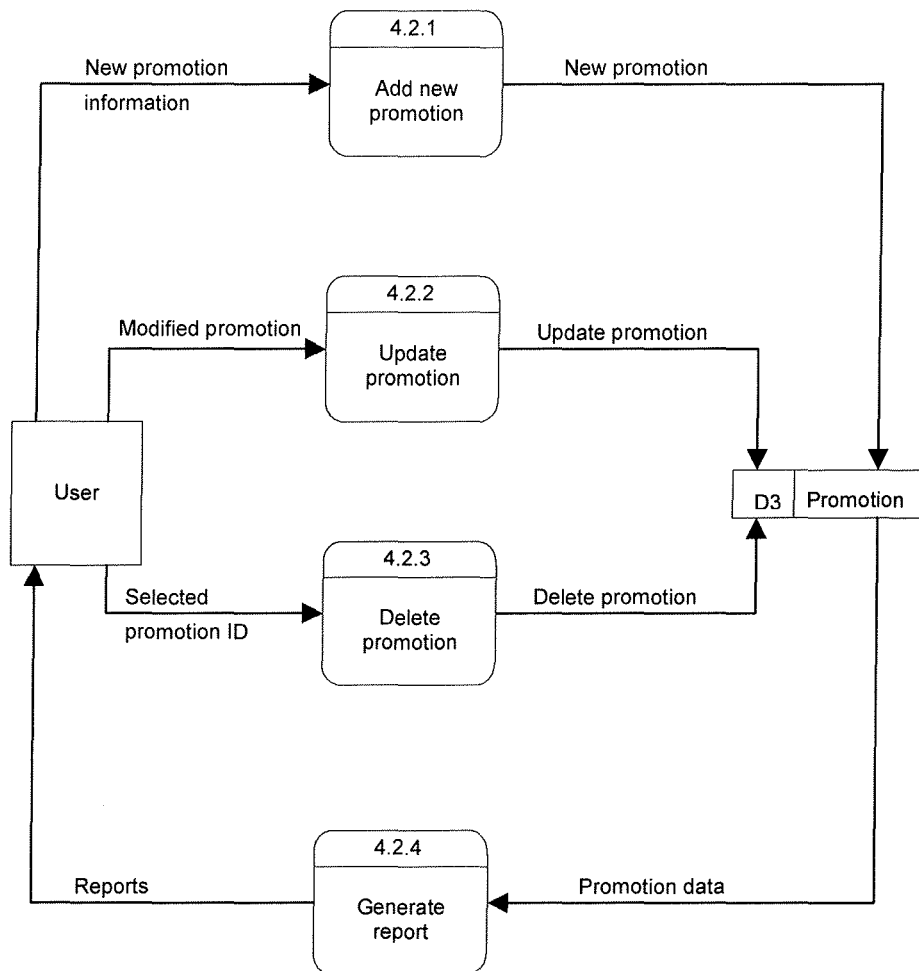 4.2.1
New promotion
information
Add new
promotion
New promotion
4.2.2
Modified promotion
Update
promotion
Update promotion
User
D3
Promotion
4.2.3
Selected
promotion ID
Delete
promotion
Delete promotion
4.2.4
Reports
Generate
report
Promotion data